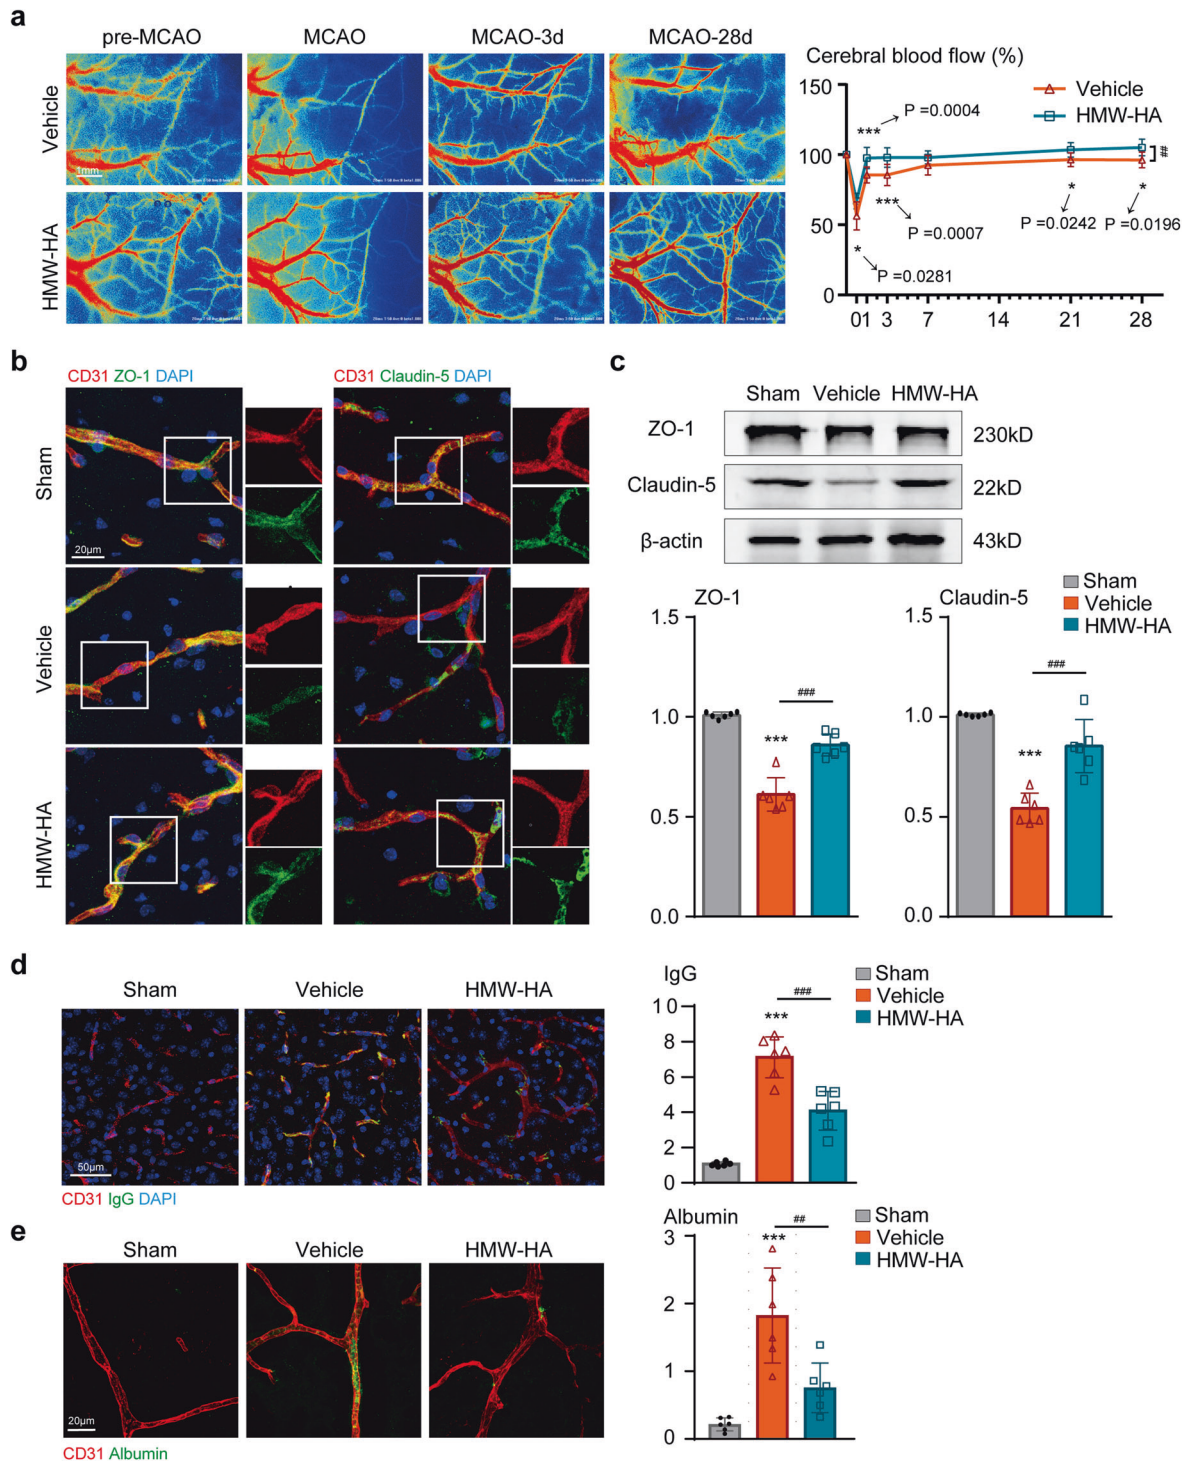 a
pre-MCAO MCAO MCAO-3d MCAO-28d
Vehicle
1mm
HMW-HA
Cerebral blood flow (%)
Vehicle
HMW-HA
150
100
50
0
*** P =0.0004
##
*** P =0.0007
* P =0.0242
* P =0.0196
* P =0.0281
0 1 3 7 14 21 28
b
CD31 ZO-1 DAPI CD31 Claudin-5 DAPI
Sham
20μm
Vehicle
HMW-HA
c
Sham Vehicle HMW-HA
ZO-1 230kD
Claudin-5 22kD
β-actin 43kD
ZO-1
1.5
1.0
0.5
0.0
***
###
Claudin-5
Sham
Vehicle
HMW-HA
1.5
1.0
0.5
0.0
***
###
d
Sham Vehicle HMW-HA
50μm
CD31 IgG DAPI
IgG
Sham
Vehicle
HMW-HA
10
8
6
4
2
0
***
###
e
Sham Vehicle HMW-HA
20μm
CD31 Albumin
Albumin
Sham
Vehicle
HMW-HA
3
2
1
0
***
##